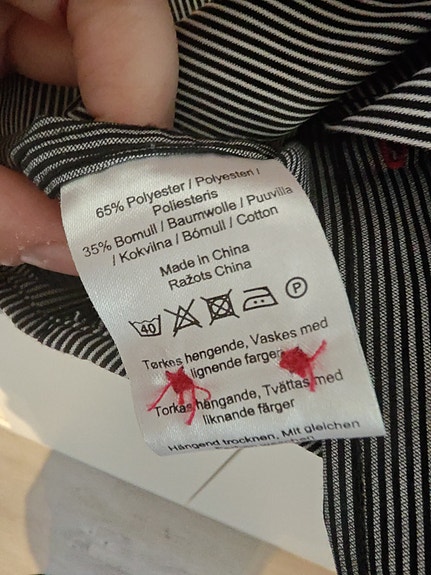 65% Polyester / Polyesteri /
Poliesteris
35% Bomull / Baumwolle / Puuvilla
/ Kokvilna / Bómull / Cotton
Made in China
Ražots China
40 P
Tørkes hengende, Vaskes med
lignende farger
Torkas hängande, Tvättas med
liknande färger
Hängend trocknen. Mit gleichen